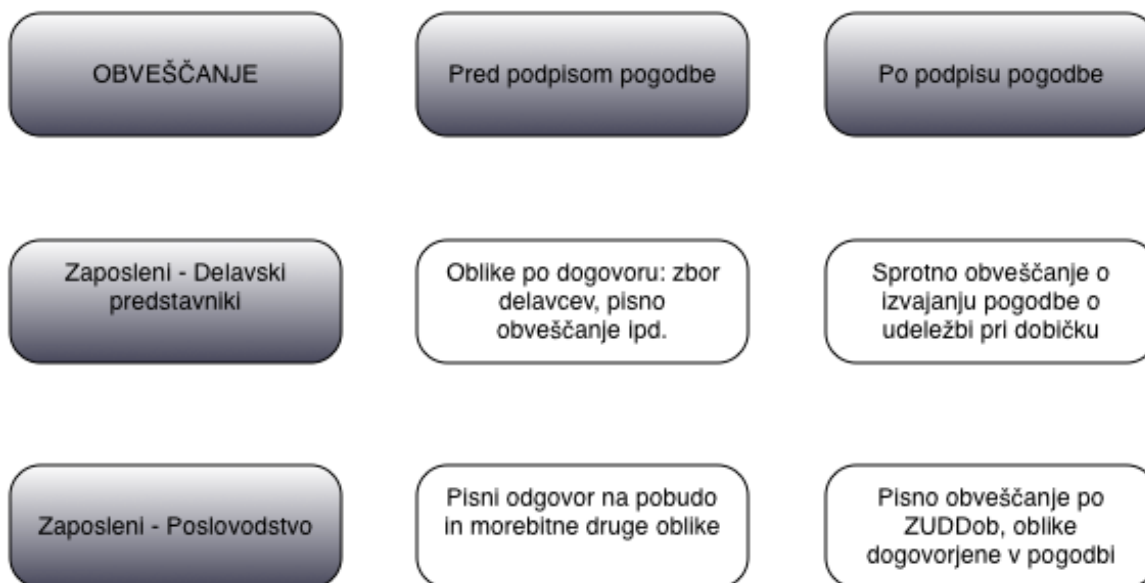 OBVEŠČANJE
Pred podpisom pogodbe
Po podpisu pogodbe
Zaposleni - Delavski
predstavniki
Oblike po dogovoru: zbor
delavcev, pisno
obveščanje ipd.
Sprotno obveščanje o
izvajanju pogodbe o
udeležbi pri dobičku
Zaposleni - Poslovodstvo
Pisni odgovor na pobudo
in morebitne druge oblike
Pisno obveščanje po
ZUDDob, oblike
dogovorjene v pogodbi